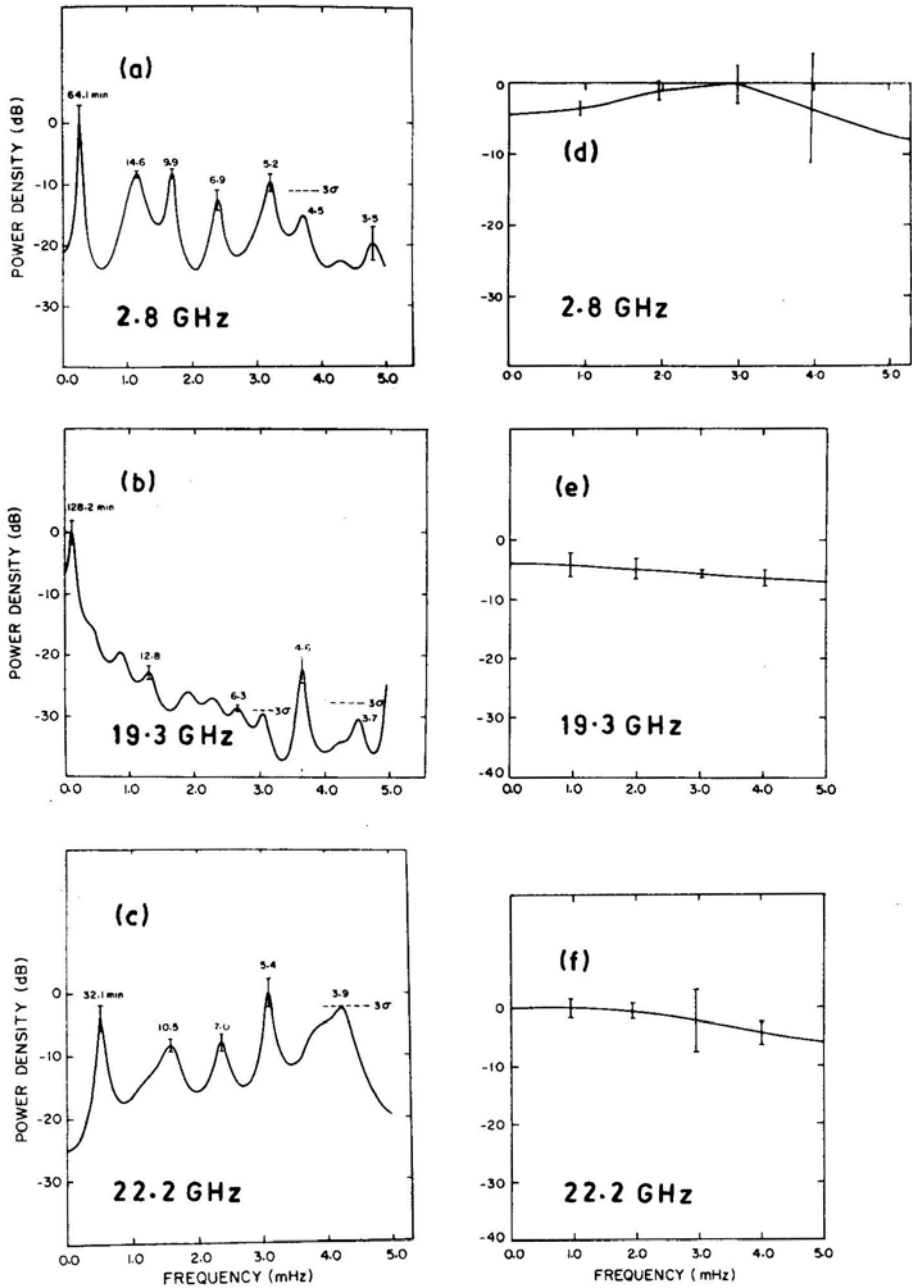 (a)
64.1 min
14.6
9.9
6.9
5.2
3σ
4.5
3.5
0
-10
-20
-30
POWER DENSITY (dB)
2.8 GHz
0.0 1.0 2.0 3.0 4.0 5.0
(d)
0
-10
-30
2.8 GHz
0.0 1.0 2.0 3.0 4.0 5.0
(b)
128.2 min
12.8
6.3
3σ
3σ
3.7
0
-10
-20
-30
-40
POWER DENSITY (dB)
19.3 GHz
0.0 1.0 2.0 3.0 4.0 5.0
(e)
0
-10
-20
-30
-40
19.3 GHz
0.0 1.0 2.0 3.0 4.0 5.0
(c)
32.1 min
10.5
7.0
5.4
3.9
3σ
0
-10
-20
-30
POWER DENSITY (dB)
22.2 GHz
0.0 1.0 2.0 3.0 4.0 5.0
FREQUENCY (mHz)
(f)
0
-10
-20
-30
-40
22.2 GHz
0.0 1.0 2.0 3.0 4.0 5.0
FREQUENCY (mHz)